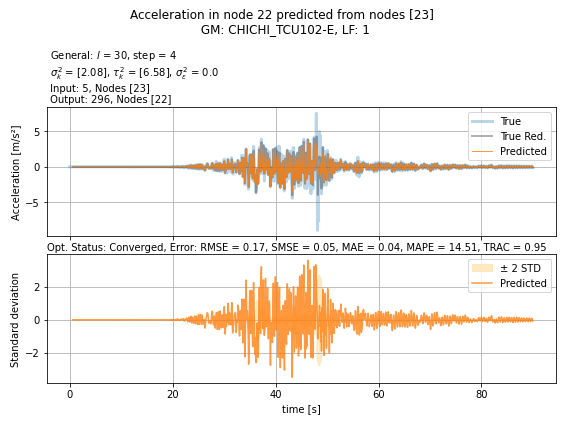 Acceleration in node 22 predicted from nodes [23]
GM: CHICHI_TCU102-E, LF: 1
General: l = 30, step = 4
σ²ₖ = [2.08], τ²ₖ = [6.58], σ²ε = 0.0
Input: 5, Nodes [23]
Output: 296, Nodes [22]
Acceleration [m/s²]
5
0
−5
True
True Red.
Predicted
Opt. Status: Converged, Error: RMSE = 0.17, SMSE = 0.05, MAE = 0.04, MAPE = 14.51, TRAC = 0.95
Standard deviation
2
0
−2
± 2 STD
Predicted
0 20 40 60 80
time [s]